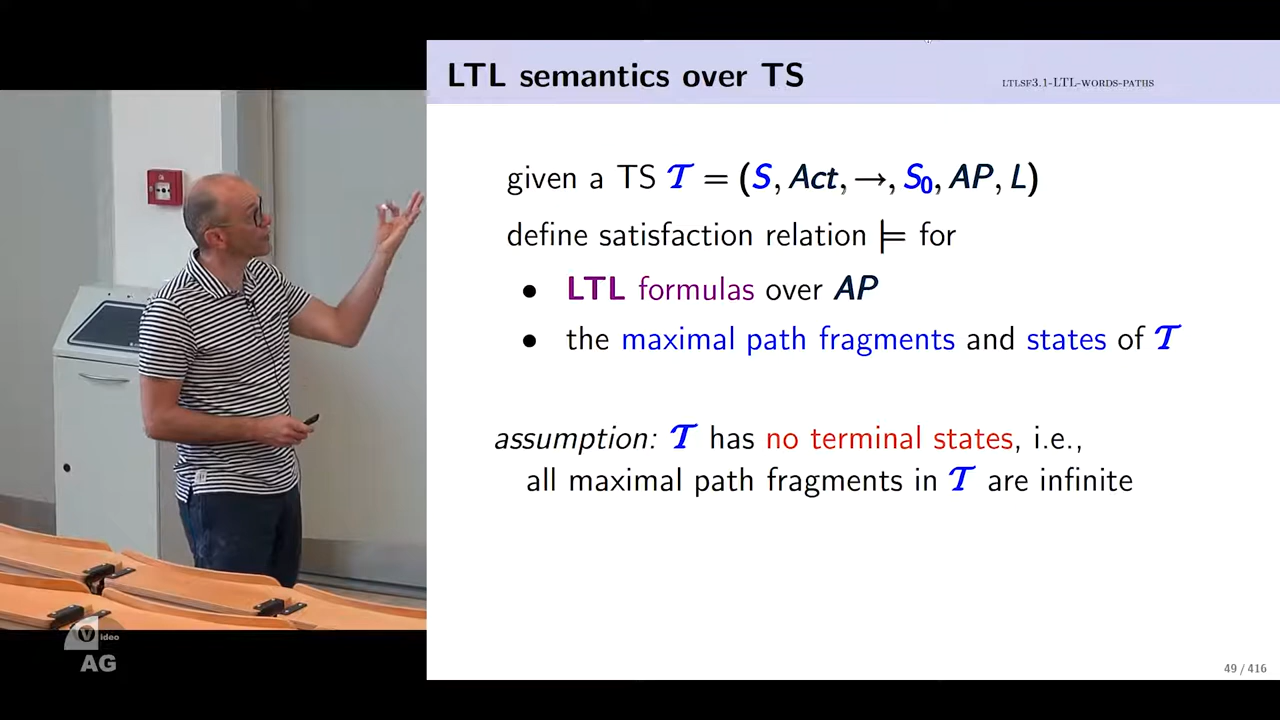 LTL semantics over TS
LTLSF3.1-LTL-WORDS-PATHS
given a TS 𝒯 = (S, Act, →, S₀, AP, L)
define satisfaction relation ⊨ for
• LTL formulas over AP
• the maximal path fragments and states of 𝒯
assumption: 𝒯 has no terminal states, i.e.,
all maximal path fragments in 𝒯 are infinite
Video
AG
49 / 416